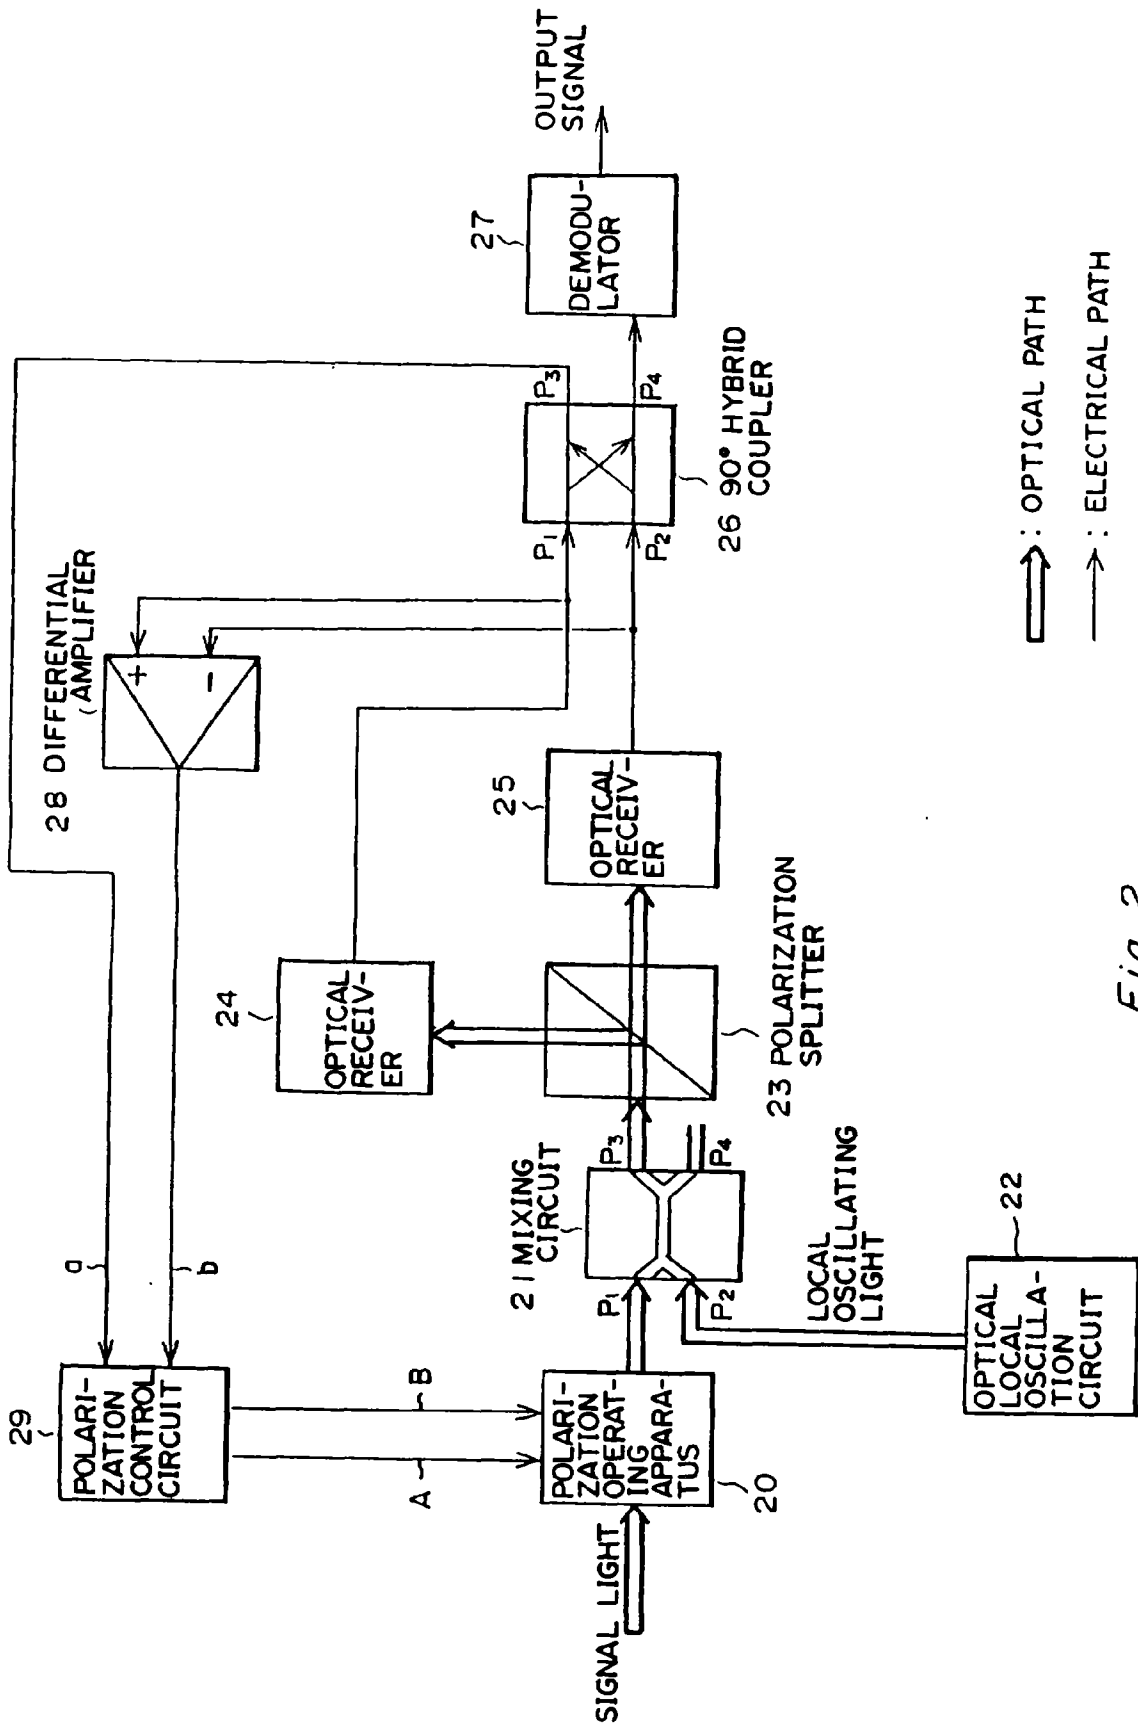 29
POLARI-
ZATION
CONTROL
CIRCUIT
a
b
A
B
SIGNAL LIGHT
POLARI-
ZATION
OPERAT-
ING
APPARA-
TUS
20
21 MIXING
CIRCUIT
P1
P2
P3
P4
LOCAL
OSCILLATING
LIGHT
22
OPTICAL
LOCAL
OSCILLA-
TION
CIRCUIT
23 POLARIZATION
SPLITTER
24
OPTICAL
RECEIV-
ER
25
OPTICAL
RECEIV-
ER
28 DIFFERENTIAL
AMPLIFIER
+
-
P1
P2
P3
P4
26 90° HYBRID
COUPLER
27
DEMODU-
LATOR
OUTPUT
SIGNAL
: OPTICAL PATH
: ELECTRICAL PATH
Fig. 2